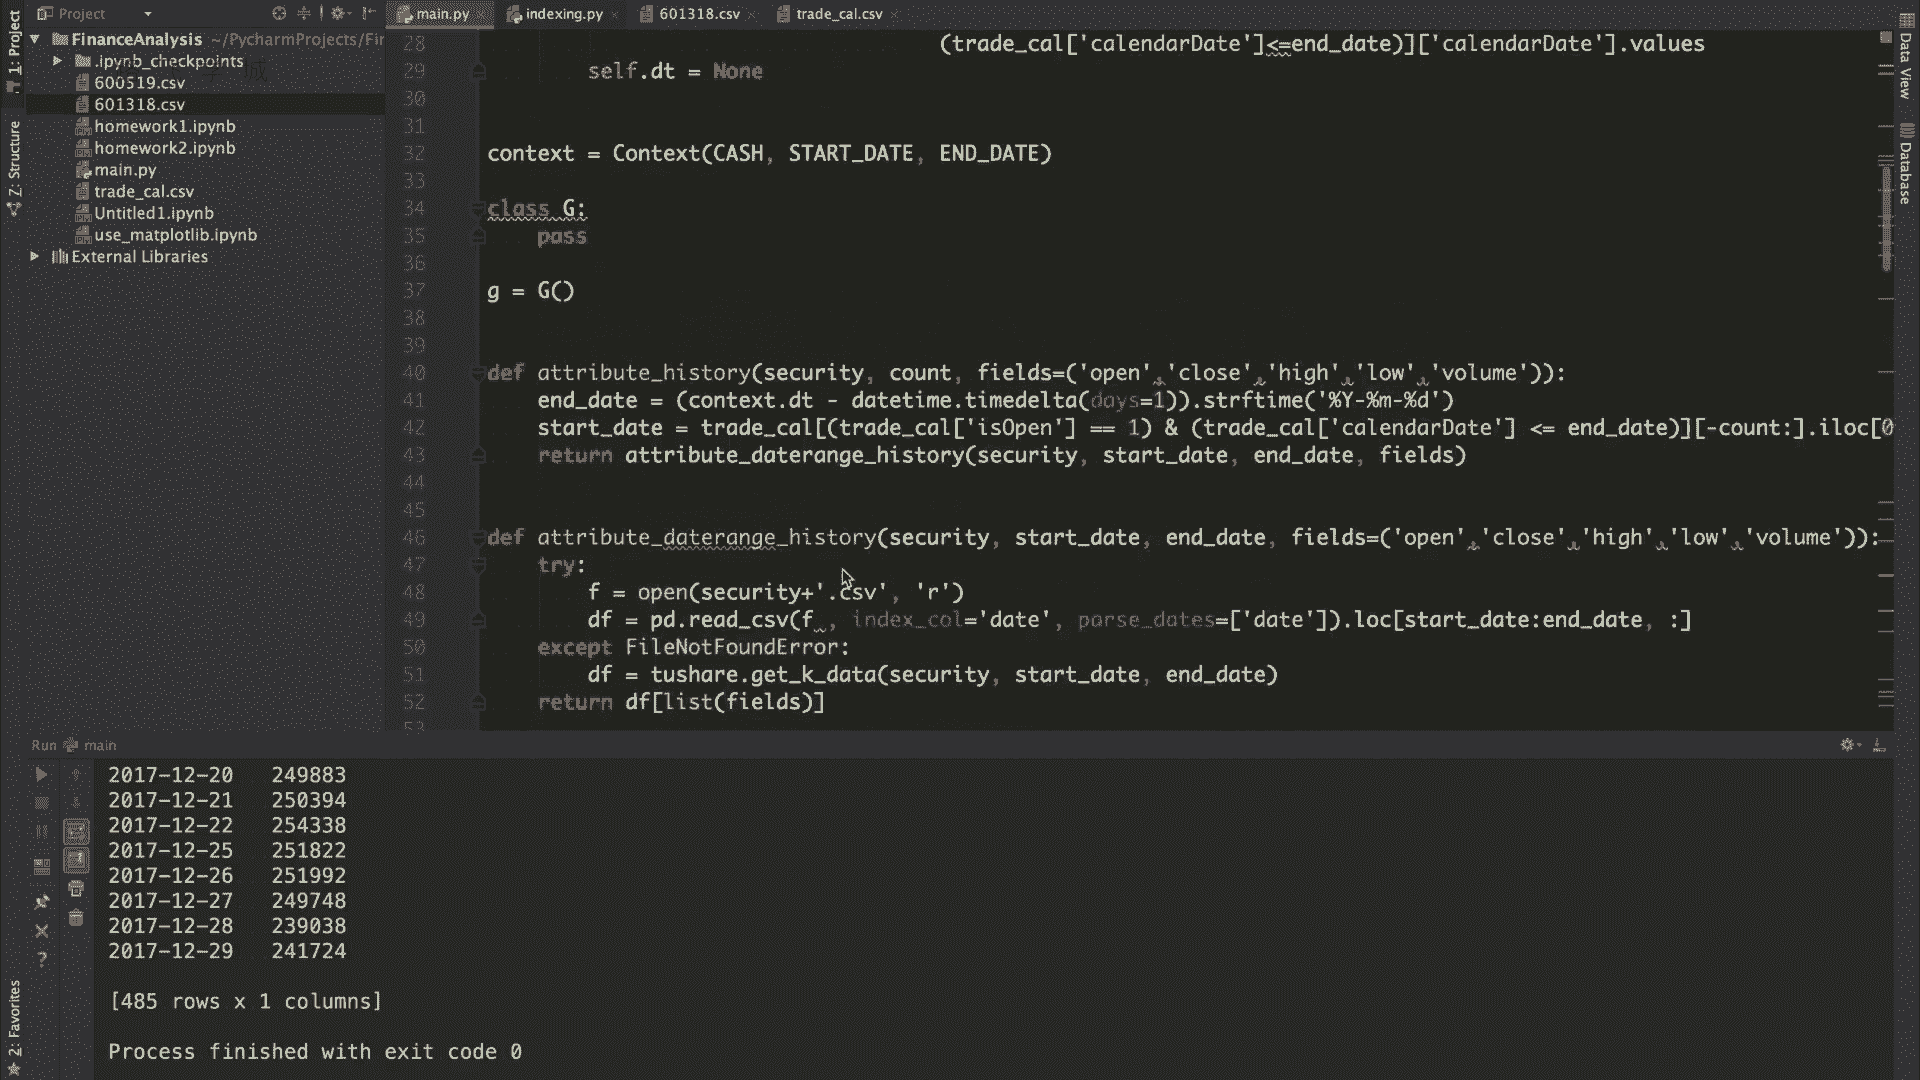 Project
main.py
indexing.py
601318.csv
trade_cal.csv
1: Project
Z: Structure
2: Favorites
FinanceAnalysis ~/PycharmProjects/Fir
.ipynb_checkpoints
600519.csv
601318.csv
homework1.ipynb
homework2.ipynb
main.py
trade_cal.csv
Untitled1.ipynb
use_matplotlib.ipynb
External Libraries
28 (trade_cal['calendarDate']<=end_date)]['calendarDate'].values
29 self.dt = None
30
31
32 context = Context(CASH, START_DATE, END_DATE)
33
34 class G:
35 pass
36
37 g = G()
38
39
40 def attribute_history(security, count, fields=('open','close','high','low','volume')):
41 end_date = (context.dt - datetime.timedelta(days=1)).strftime('%Y-%m-%d')
42 start_date = trade_cal[(trade_cal['isOpen'] == 1) & (trade_cal['calendarDate'] <= end_date)][-count:].iloc[0
43 return attribute_daterange_history(security, start_date, end_date, fields)
44
45
46 def attribute_daterange_history(security, start_date, end_date, fields=('open','close','high','low','volume')):
47 try:
48 f = open(security+'.csv', 'r')
49 df = pd.read_csv(f , index_col='date', parse_dates=['date']).loc[start_date:end_date, :]
50 except FileNotFoundError:
51 df = tushare.get_k_data(security, start_date, end_date)
52 return df[list(fields)]
53
Data View
Database
Run main
2017-12-20 249883
2017-12-21 250394
2017-12-22 254338
2017-12-25 251822
2017-12-26 251992
2017-12-27 249748
2017-12-28 239038
2017-12-29 241724
[485 rows x 1 columns]
Process finished with exit code 0